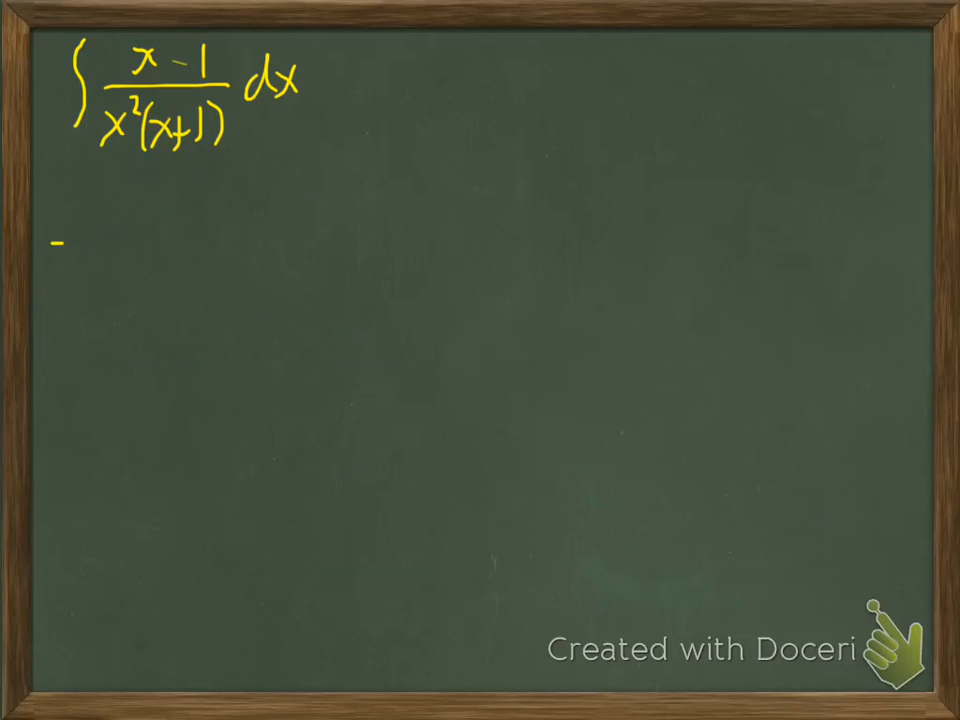 ∫ (x - 1)/(x²(x+1)) dx
-
Created with Doceri